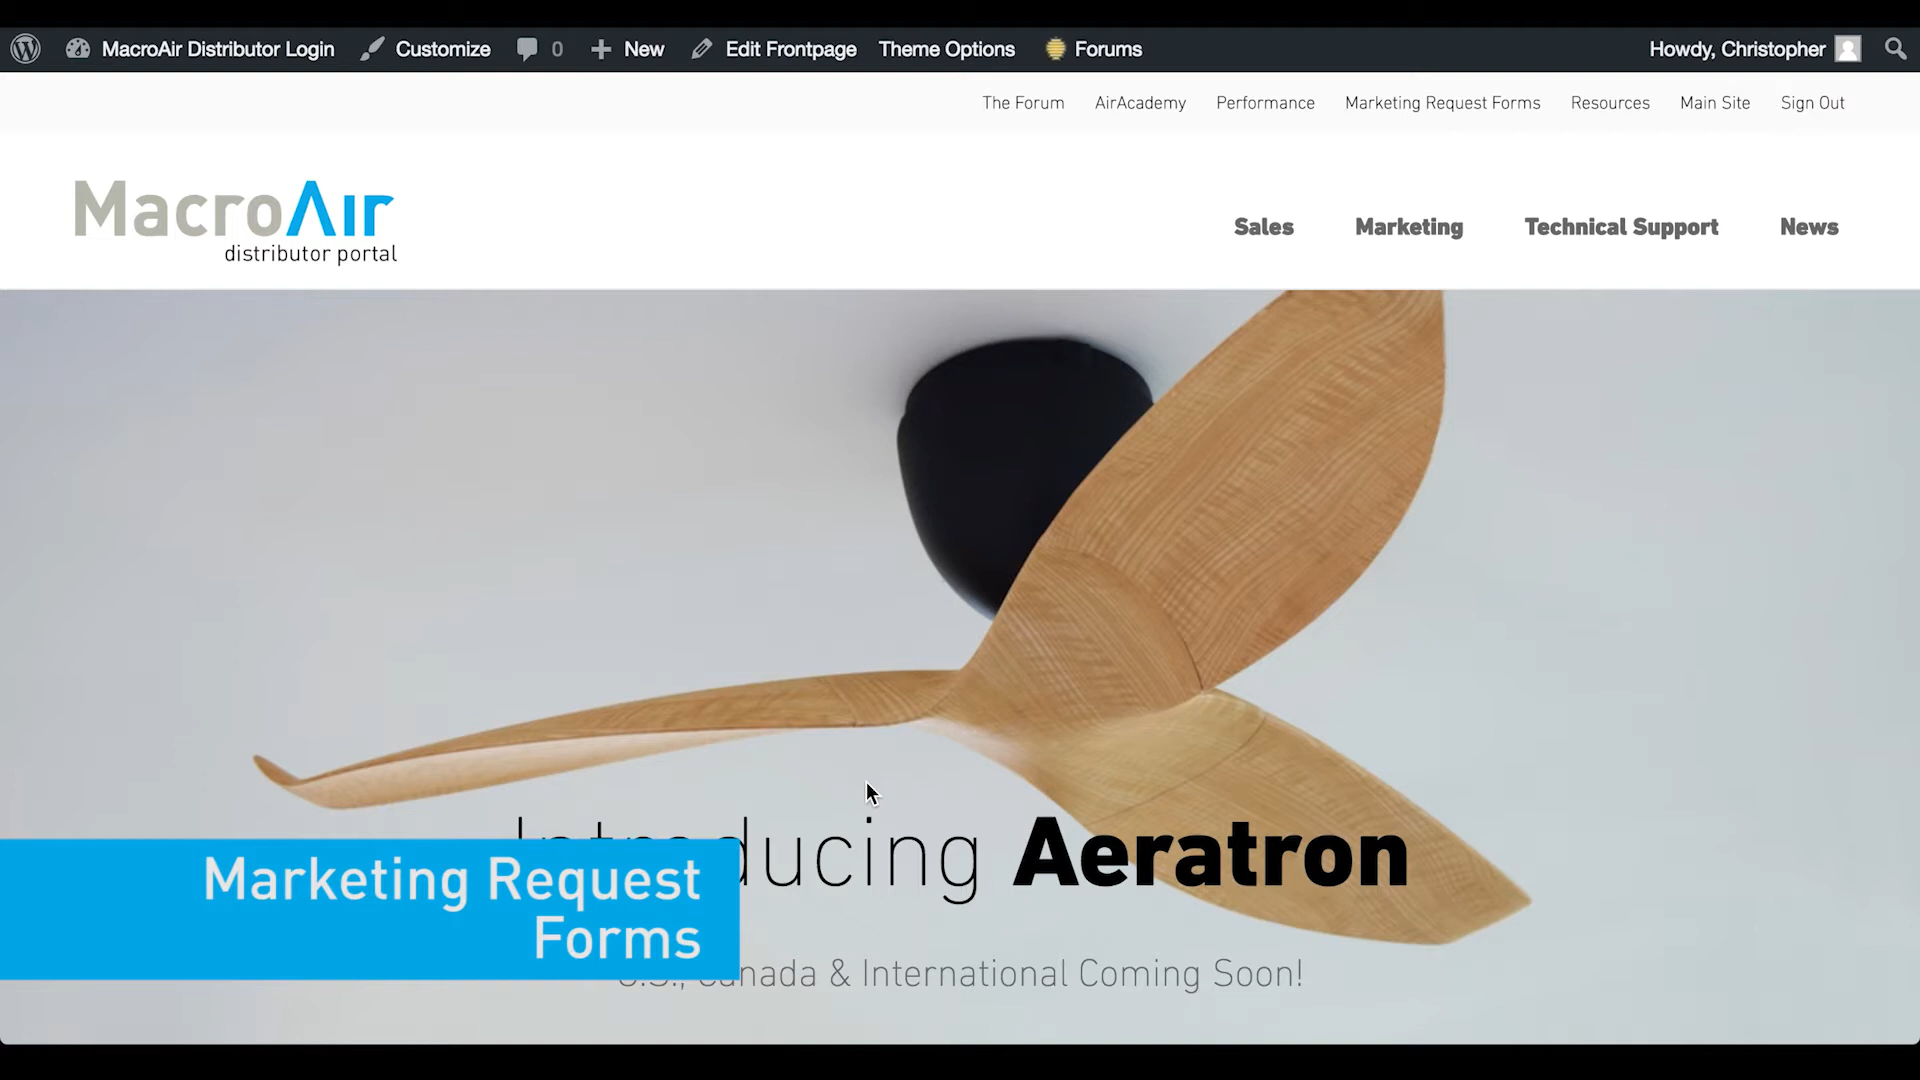 MacroAir Distributor Login Customize 0 New Edit Frontpage Theme Options Forums Howdy, Christopher
The Forum AirAcademy Performance Marketing Request Forms Resources Main Site Sign Out
MacroAir
distributor portal
Sales Marketing Technical Support News
Introducing Aeratron
Marketing Request
Forms
U.S., Canada & International Coming Soon!